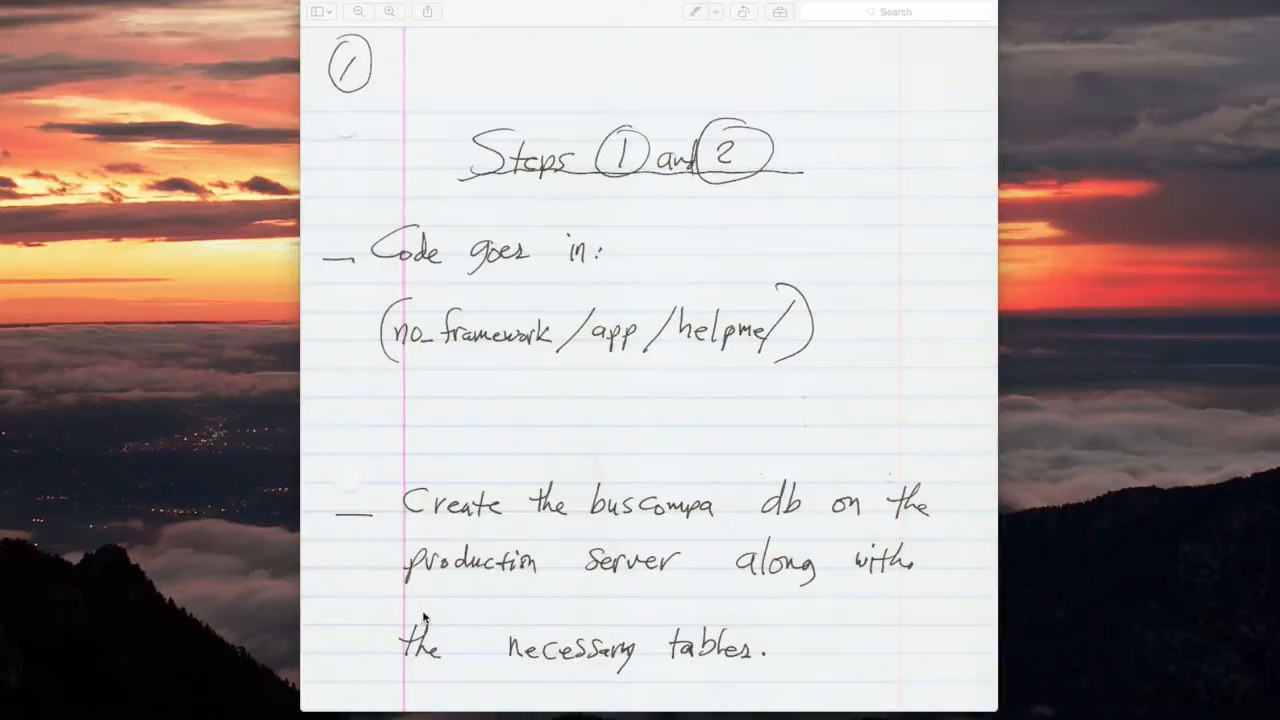 Search
1
Steps 1 and 2
— Code goes in:
(no_framework/app/helpme/)
— Create the buscompa db on the
production server along with
the necessary tables.